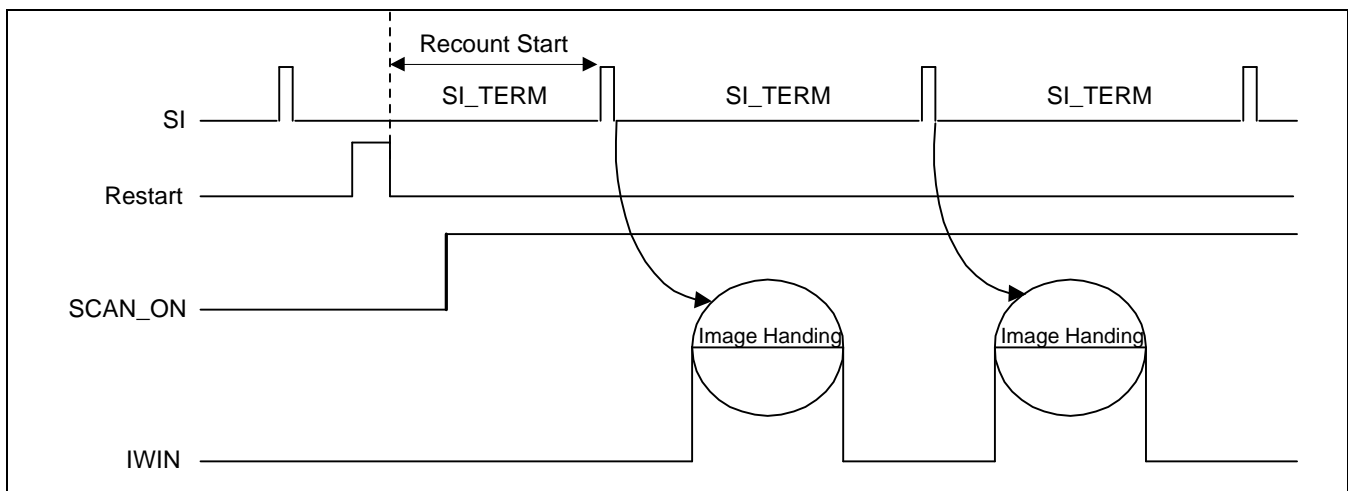 Recount Start
SI_TERM SI_TERM SI_TERM
SI
Restart
SCAN_ON
Image Handing Image Handing
IWIN